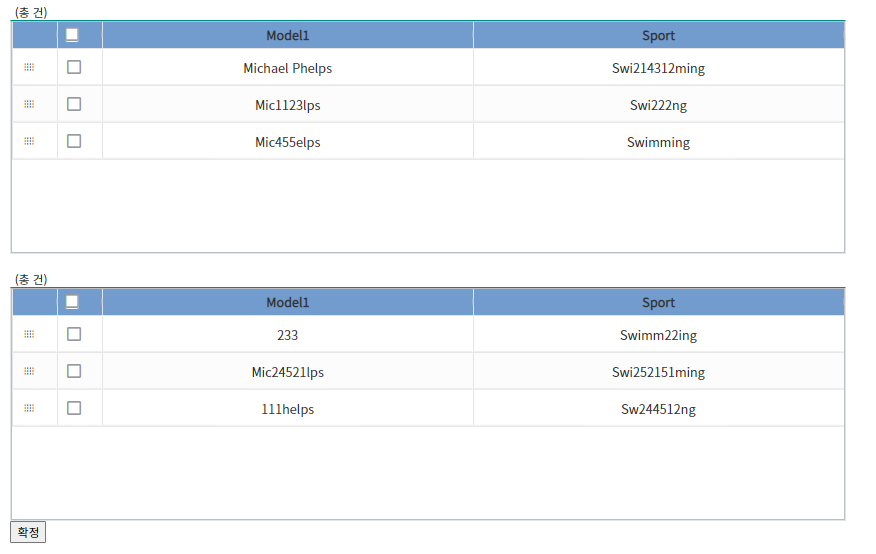 (총 건)
Model1 Sport
Michael Phelps Swi214312ming
Mic1123lps Swi222ng
Mic455elps Swimming
(총 건)
Model1 Sport
233 Swimm22ing
Mic24521lps Swi252151ming
111helps Sw244512ng
확정